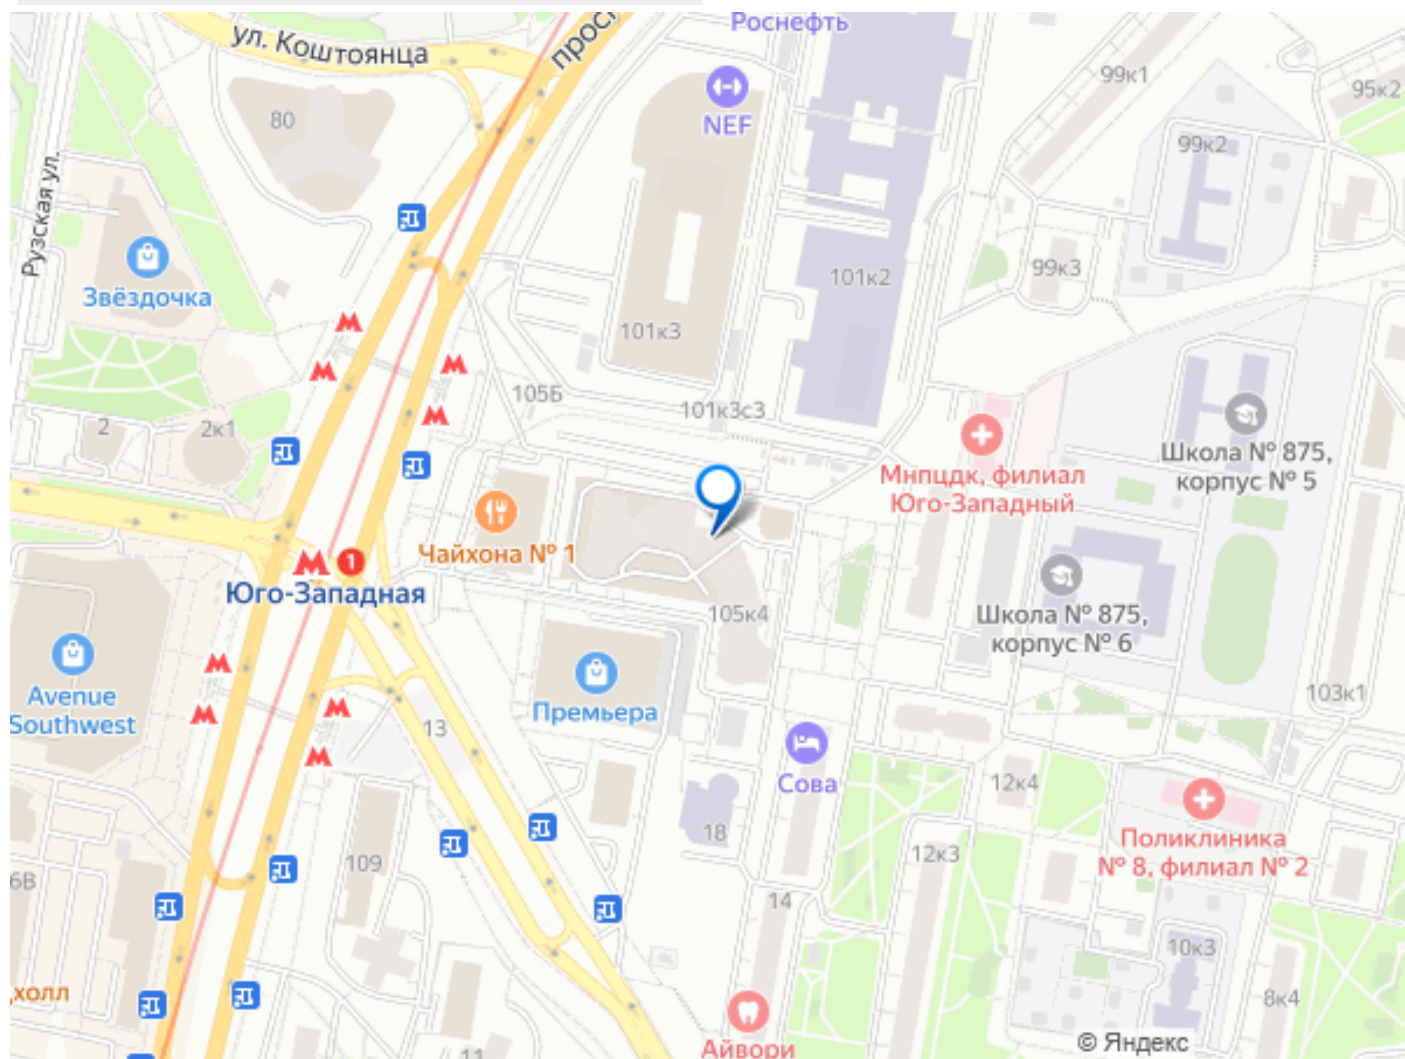 Роснефть
ул. Коштоянца
просп
NEF
99к1
95к2
80
99к2
Рузская ул.
Звёздочка
101к2
99к3
101к3
105Б
101к3с3
2
2к1
Мнпцдк, филиал
Юго-Западный
Школа № 875,
корпус № 5
Чайхона № 1
1
Юго-Западная
105к4
Школа № 875,
корпус № 6
Avenue
Southwest
Премьера
103к1
13
Сова
12к4
18
12к3
Поликлиника
№ 8, филиал № 2
109
6В
14
10к3
холл
8к4
Айвори
11
© Яндекс